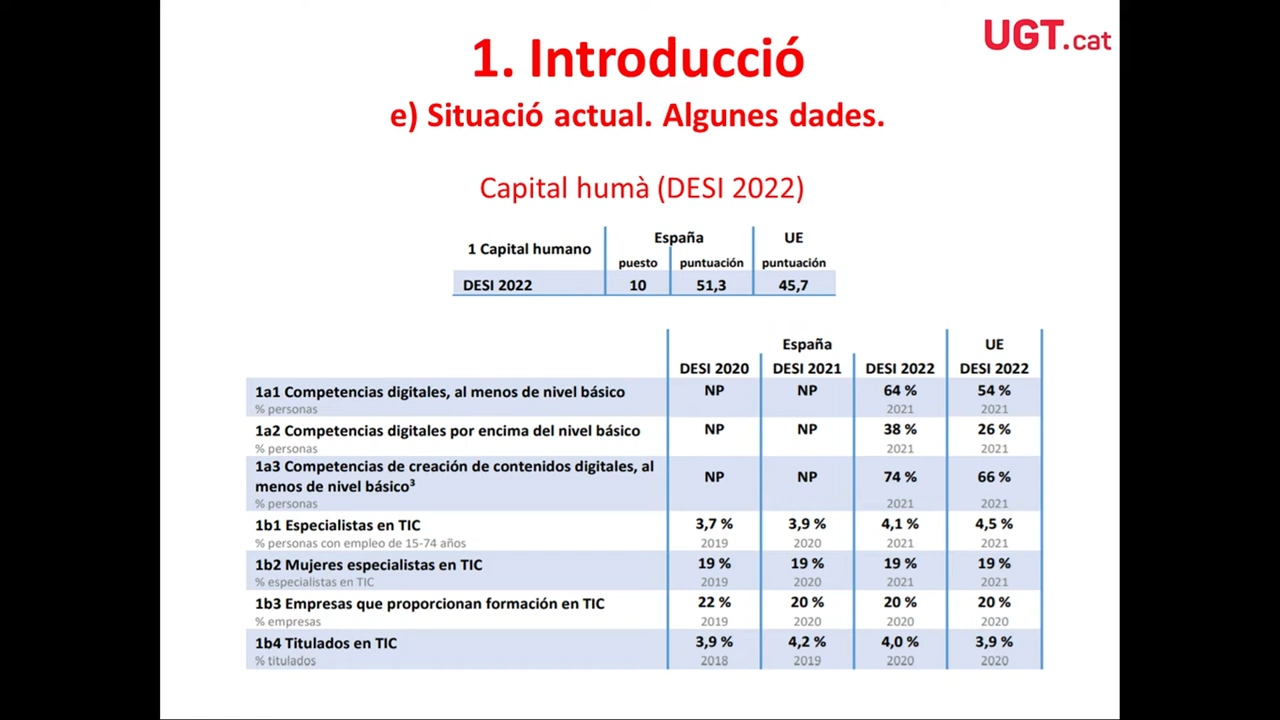 UGT.cat
1. Introducció
e) Situació actual. Algunes dades.
Capital humà (DESI 2022)
1 Capital humano España UE
puesto puntuación puntuación
DESI 2022 10 51,3 45,7
España UE
DESI 2020 DESI 2021 DESI 2022 DESI 2022
1a1 Competencias digitales, al menos de nivel básico NP NP 64 % 54 %
% personas 2021 2021
1a2 Competencias digitales por encima del nivel básico NP NP 38 % 26 %
% personas 2021 2021
1a3 Competencias de creación de contenidos digitales, al
menos de nivel básico³ NP NP 74 % 66 %
% personas 2021 2021
1b1 Especialistas en TIC 3,7 % 3,9 % 4,1 % 4,5 %
% personas con empleo de 15-74 años 2019 2020 2021 2021
1b2 Mujeres especialistas en TIC 19 % 19 % 19 % 19 %
% especialistas en TIC 2019 2020 2021 2021
1b3 Empresas que proporcionan formación en TIC 22 % 20 % 20 % 20 %
% empresas 2019 2020 2020 2020
1b4 Titulados en TIC 3,9 % 4,2 % 4,0 % 3,9 %
% titulados 2018 2019 2020 2020